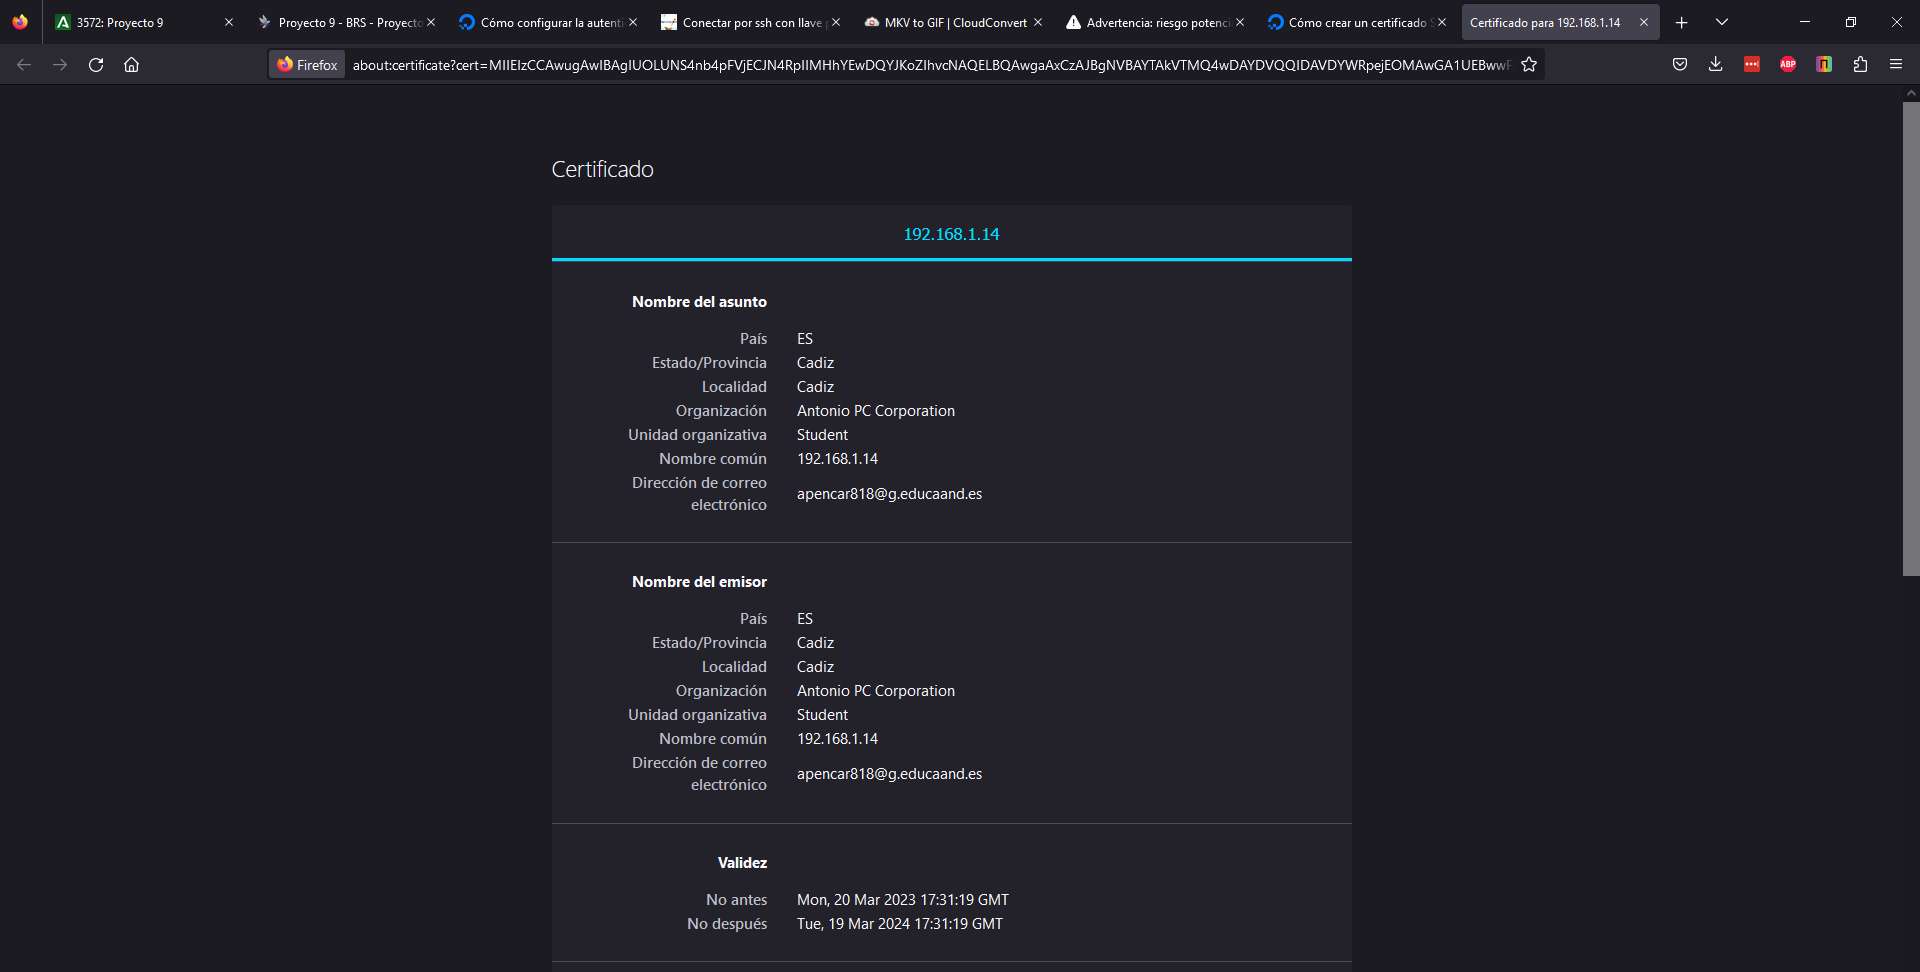 3572: Proyecto 9
Proyecto 9 - BRS - Proyecto
Cómo configurar la autenti
Conectar por ssh con llave
MKV to GIF | CloudConvert
Advertencia: riesgo potenci
Cómo crear un certificado S
Certificado para 192.168.1.14
Firefox
about:certificate?cert=MIIEIzCCAwugAwIBAgIUOLUNS4nb4pFVjECJN4RpIIMHhYEwDQYJKoZIhvcNAQELBQAwgaAxCzAJBgNVBAYTAkVTMQ4wDAYDVQQIDAVDYWRpejEOMAwGA1UEBwwF
ABP
Certificado
192.168.1.14
Nombre del asunto
País ES
Estado/Provincia Cadiz
Localidad Cadiz
Organización Antonio PC Corporation
Unidad organizativa Student
Nombre común 192.168.1.14
Dirección de correo
electrónico apencar818@g.educaand.es
Nombre del emisor
País ES
Estado/Provincia Cadiz
Localidad Cadiz
Organización Antonio PC Corporation
Unidad organizativa Student
Nombre común 192.168.1.14
Dirección de correo
electrónico apencar818@g.educaand.es
Validez
No antes Mon, 20 Mar 2023 17:31:19 GMT
No después Tue, 19 Mar 2024 17:31:19 GMT